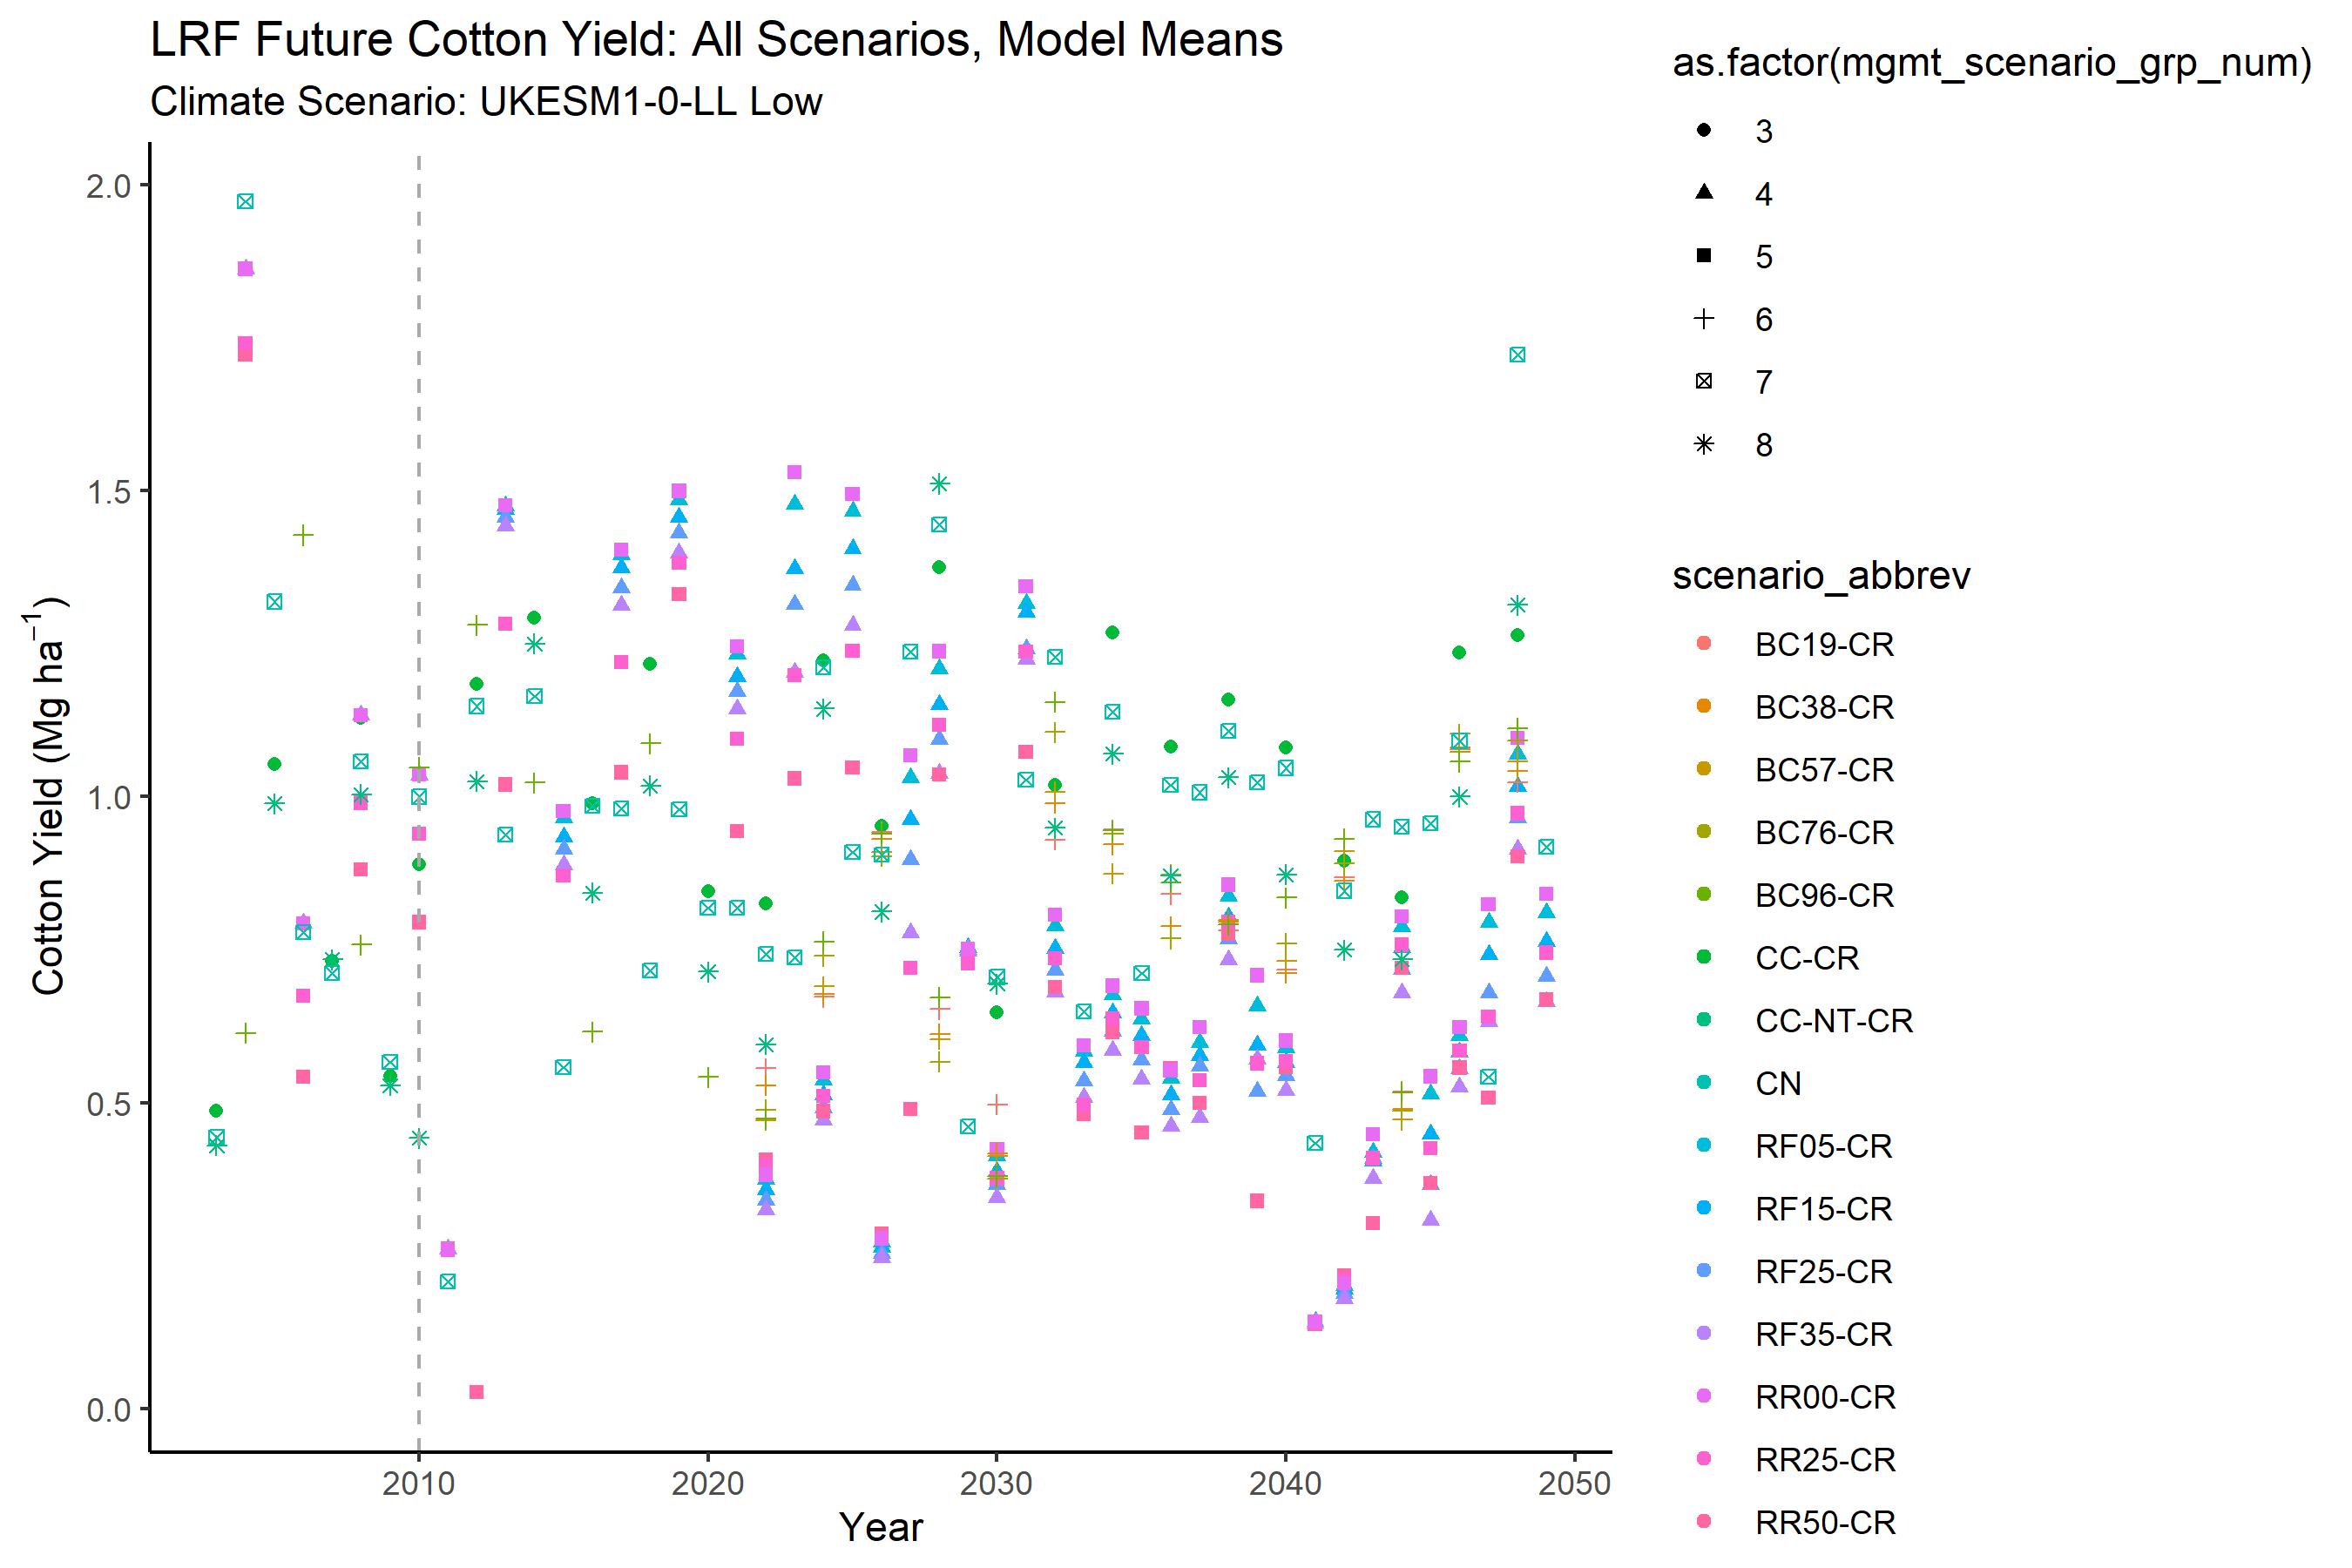 LRF Future Cotton Yield: All Scenarios, Model Means
Climate Scenario: UKESM1-0-LL Low
Cotton Yield (Mg ha⁻¹)
2.0
1.5
1.0
0.5
0.0
2010
2020
2030
2040
2050
Year
as.factor(mgmt_scenario_grp_num)
3
4
5
6
7
8
scenario_abbrev
BC19-CR
BC38-CR
BC57-CR
BC76-CR
BC96-CR
CC-CR
CC-NT-CR
CN
RF05-CR
RF15-CR
RF25-CR
RF35-CR
RR00-CR
RR25-CR
RR50-CR